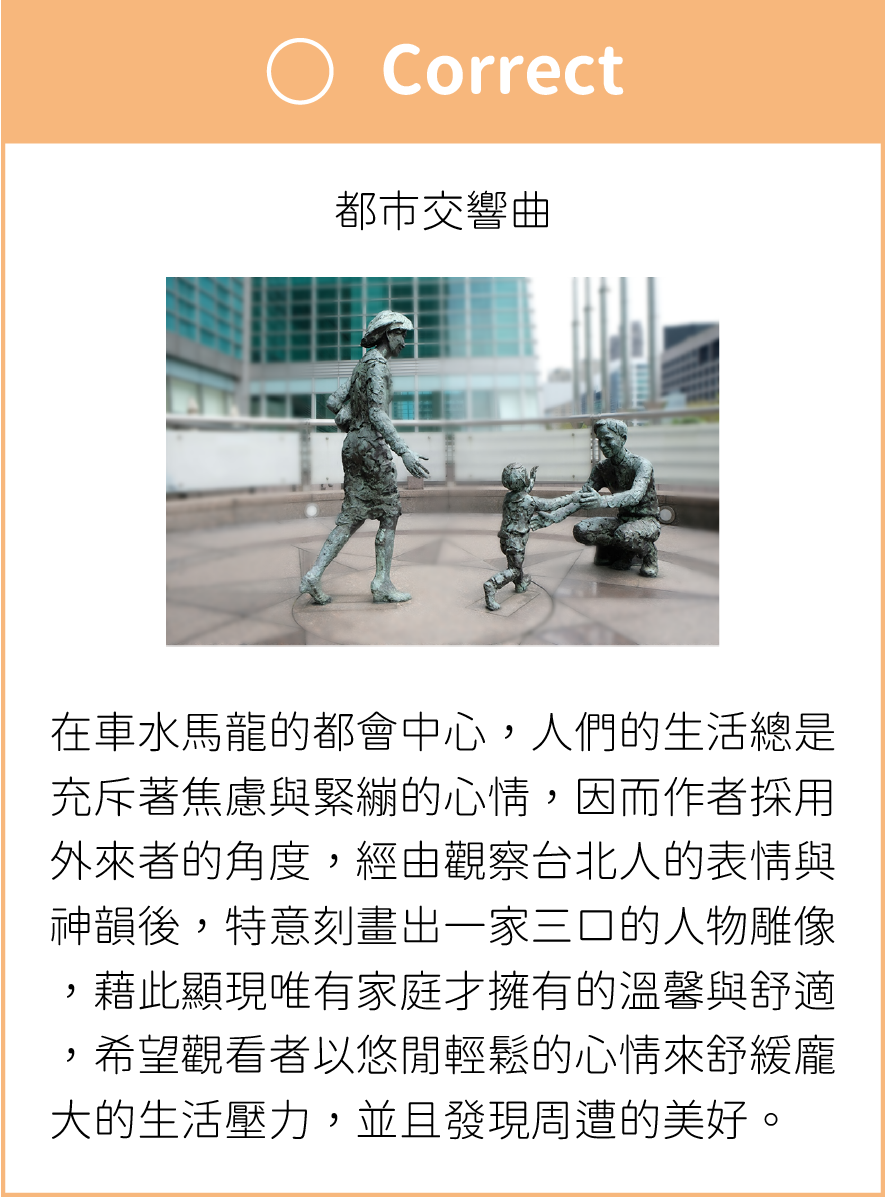 Correct
都市交響曲
在車水馬龍的都會中心，人們的生活總是
充斥著焦慮與緊繃的心情，因而作者採用
外來者的角度，經由觀察台北人的表情與
神韻後，特意刻畫出一家三口的人物雕像
，藉此顯現唯有家庭才擁有的溫馨與舒適
，希望觀看者以悠閒輕鬆的心情來舒緩龐
大的生活壓力，並且發現周遭的美好。